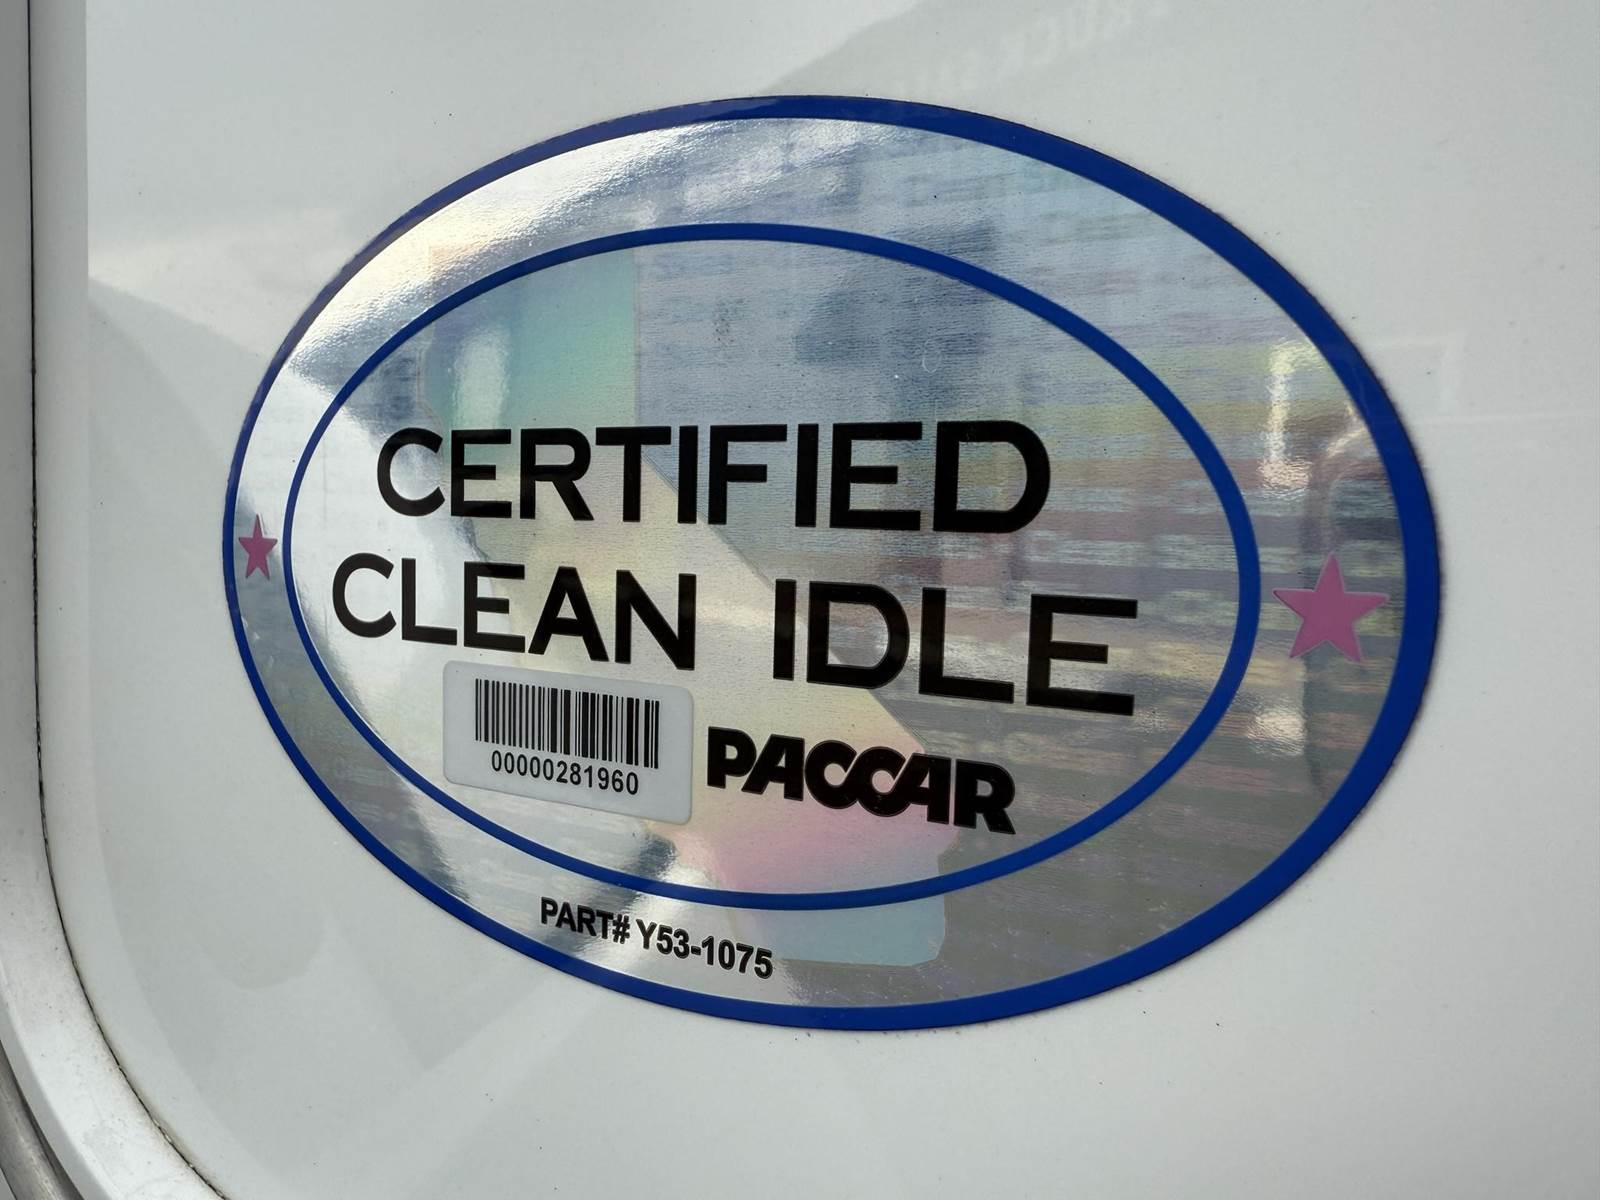 CERTIFIED
CLEAN IDLE
00000281960
PACCAR
PART# Y53-1075